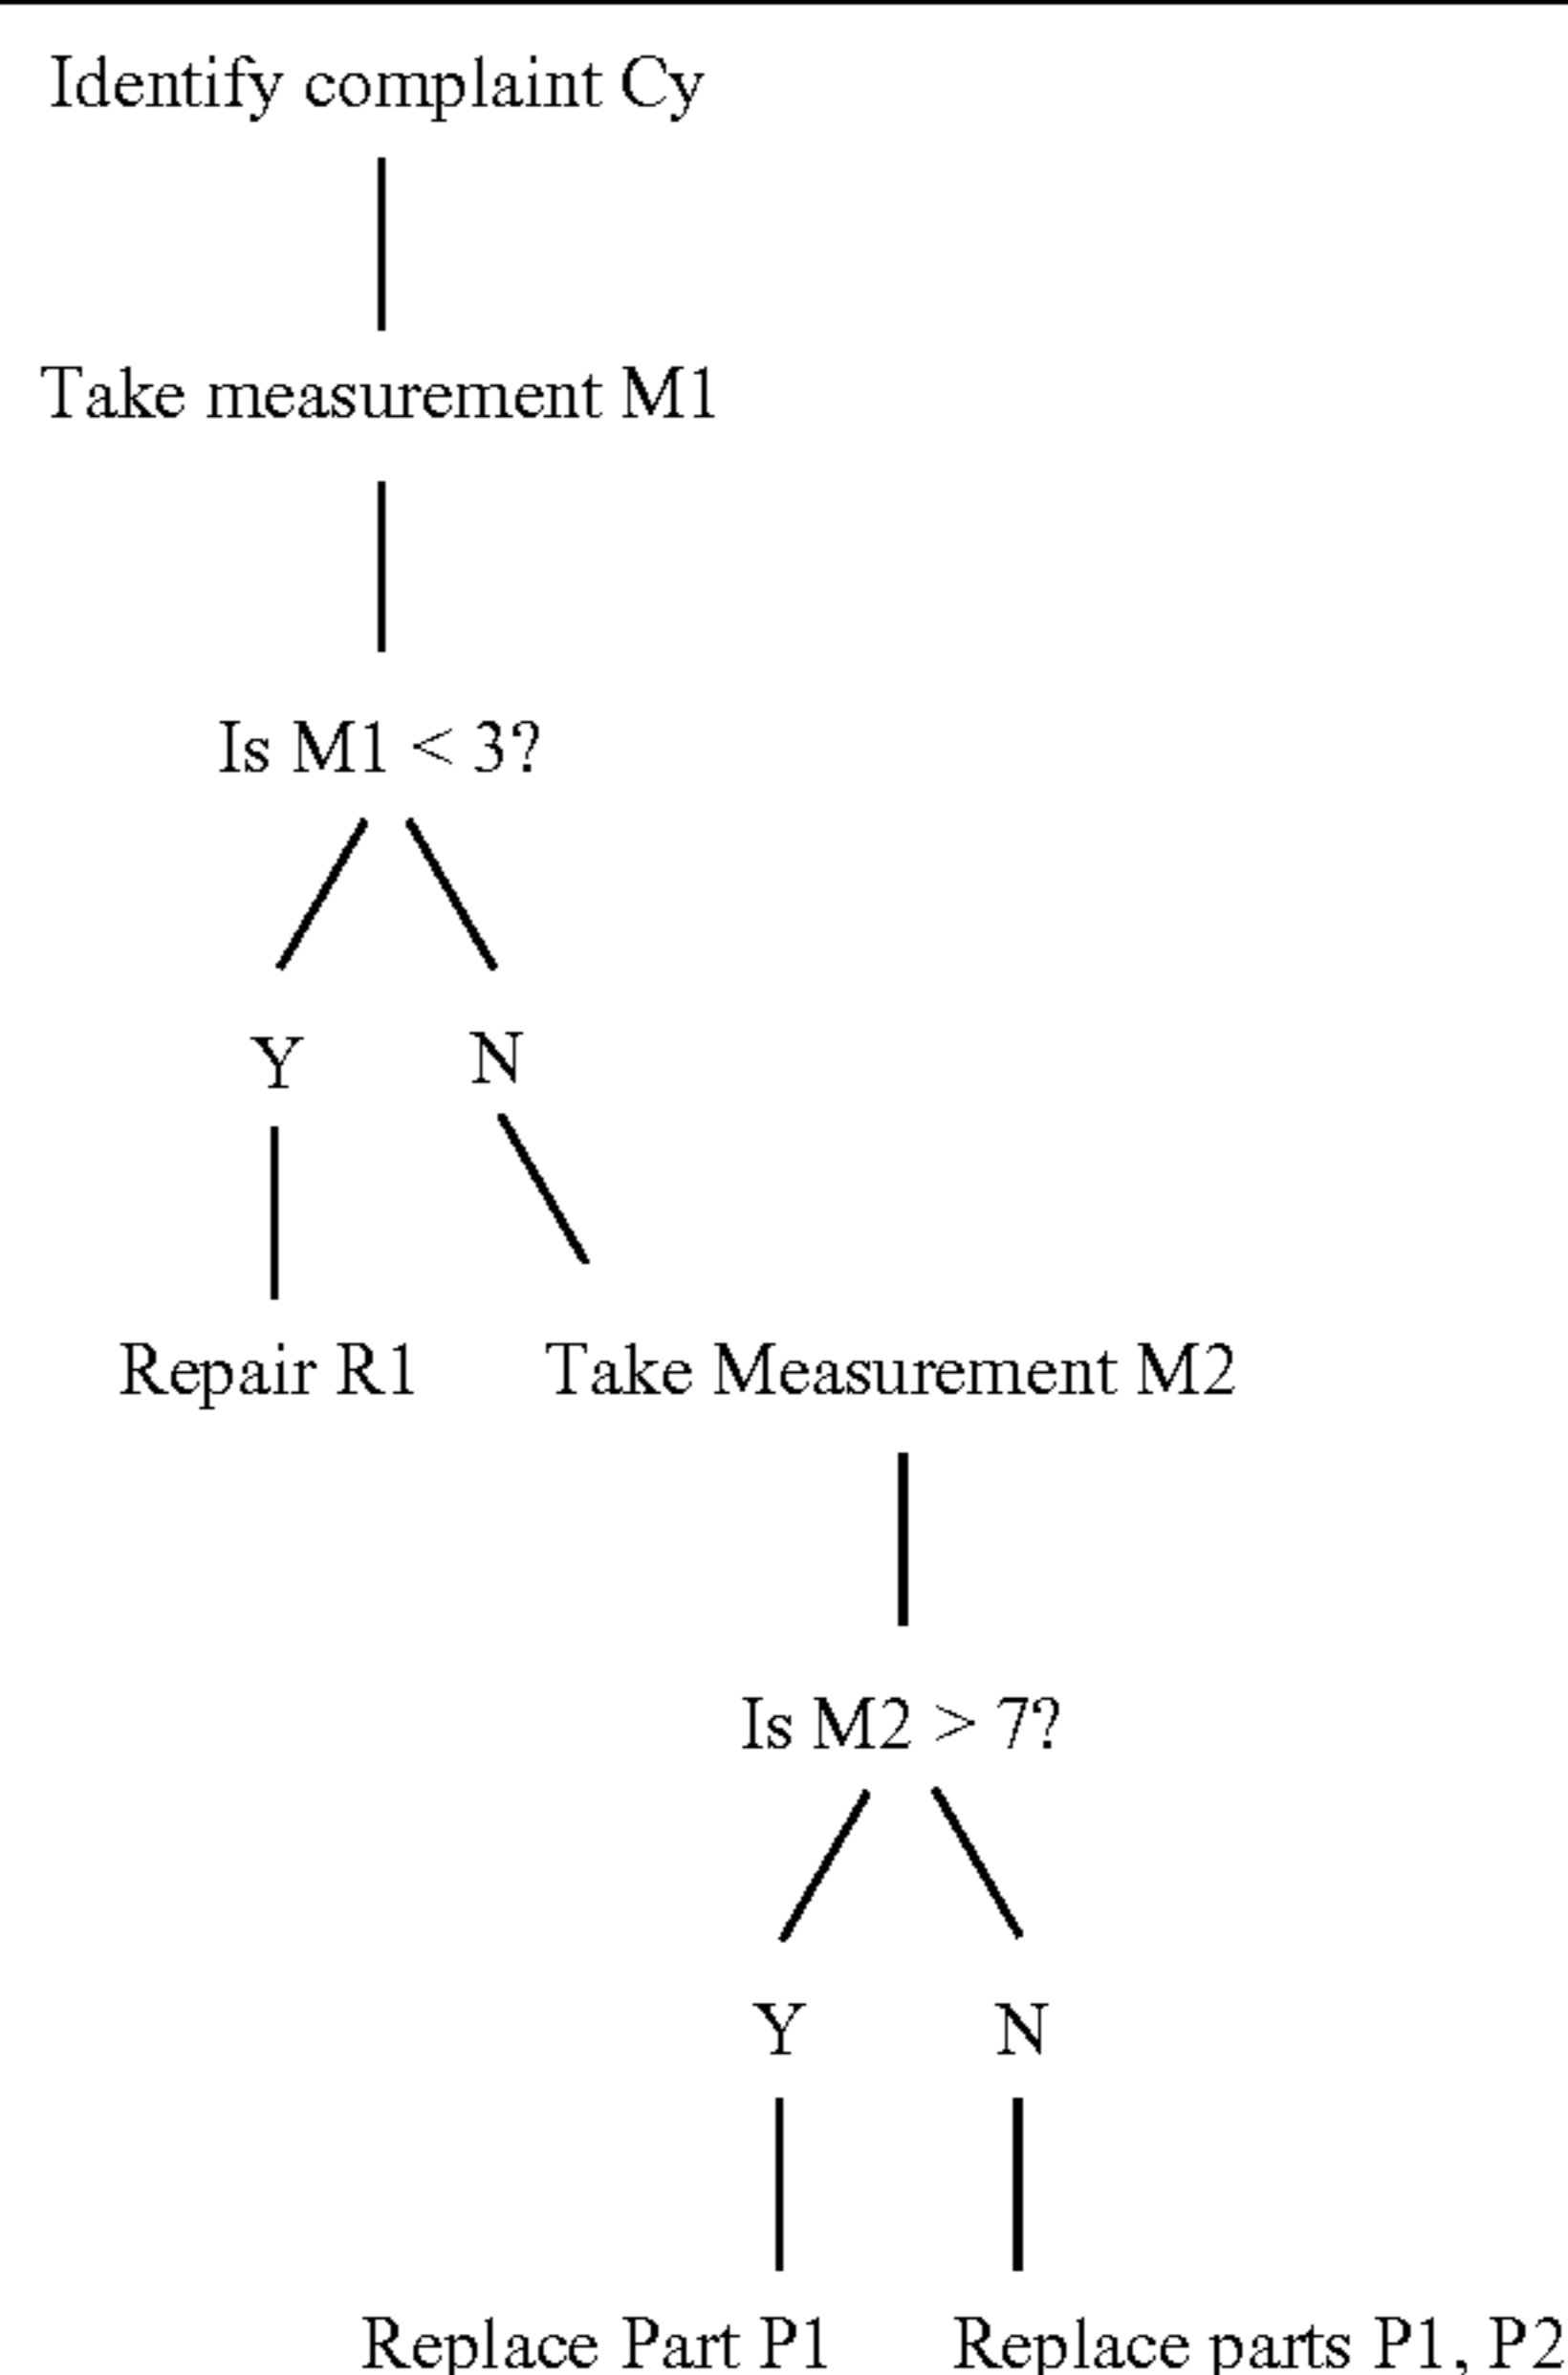 Identify complaint Cy
Take measurement M1
Is M1 < 3?
Y N
Repair R1 Take Measurement M2
Is M2 > 7?
Y N
Replace Part P1 Replace parts P1, P2